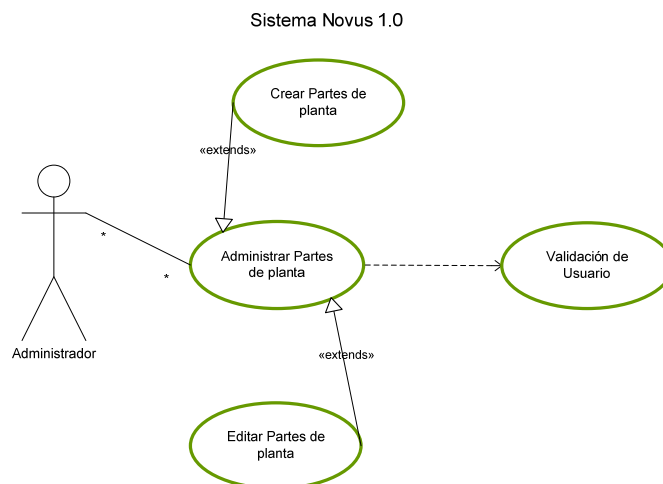 Sistema Novus 1.0
Crear Partes de
planta
«extends»
*
*
Administrar Partes
de planta
Validación de
Usuario
Administrador
«extends»
Editar Partes de
planta